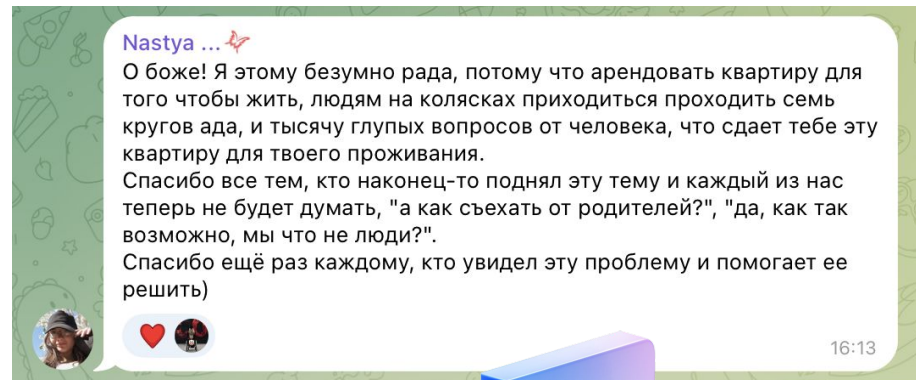 Nastya ...
О боже! Я этому безумно рада, потому что арендовать квартиру для
того чтобы жить, людям на колясках приходиться проходить семь
кругов ада, и тысячу глупых вопросов от человека, что сдает тебе эту
квартиру для твоего проживания.
Спасибо все тем, кто наконец-то поднял эту тему и каждый из нас
теперь не будет думать, "а как съехать от родителей?", "да, как так
возможно, мы что не люди?".
Спасибо ещё раз каждому, кто увидел эту проблему и помогает ее
решить)
16:13